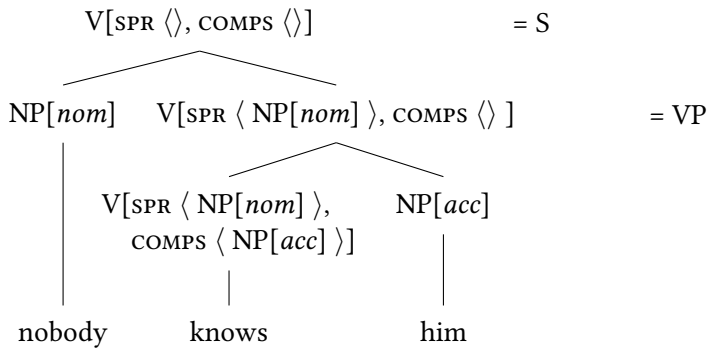 V[SPR ⟨⟩, COMPS ⟨⟩] = S
NP[nom] V[SPR ⟨ NP[nom] ⟩, COMPS ⟨⟩ ] = VP
V[SPR ⟨ NP[nom] ⟩, NP[acc]
COMPS ⟨ NP[acc] ⟩]
nobody knows him